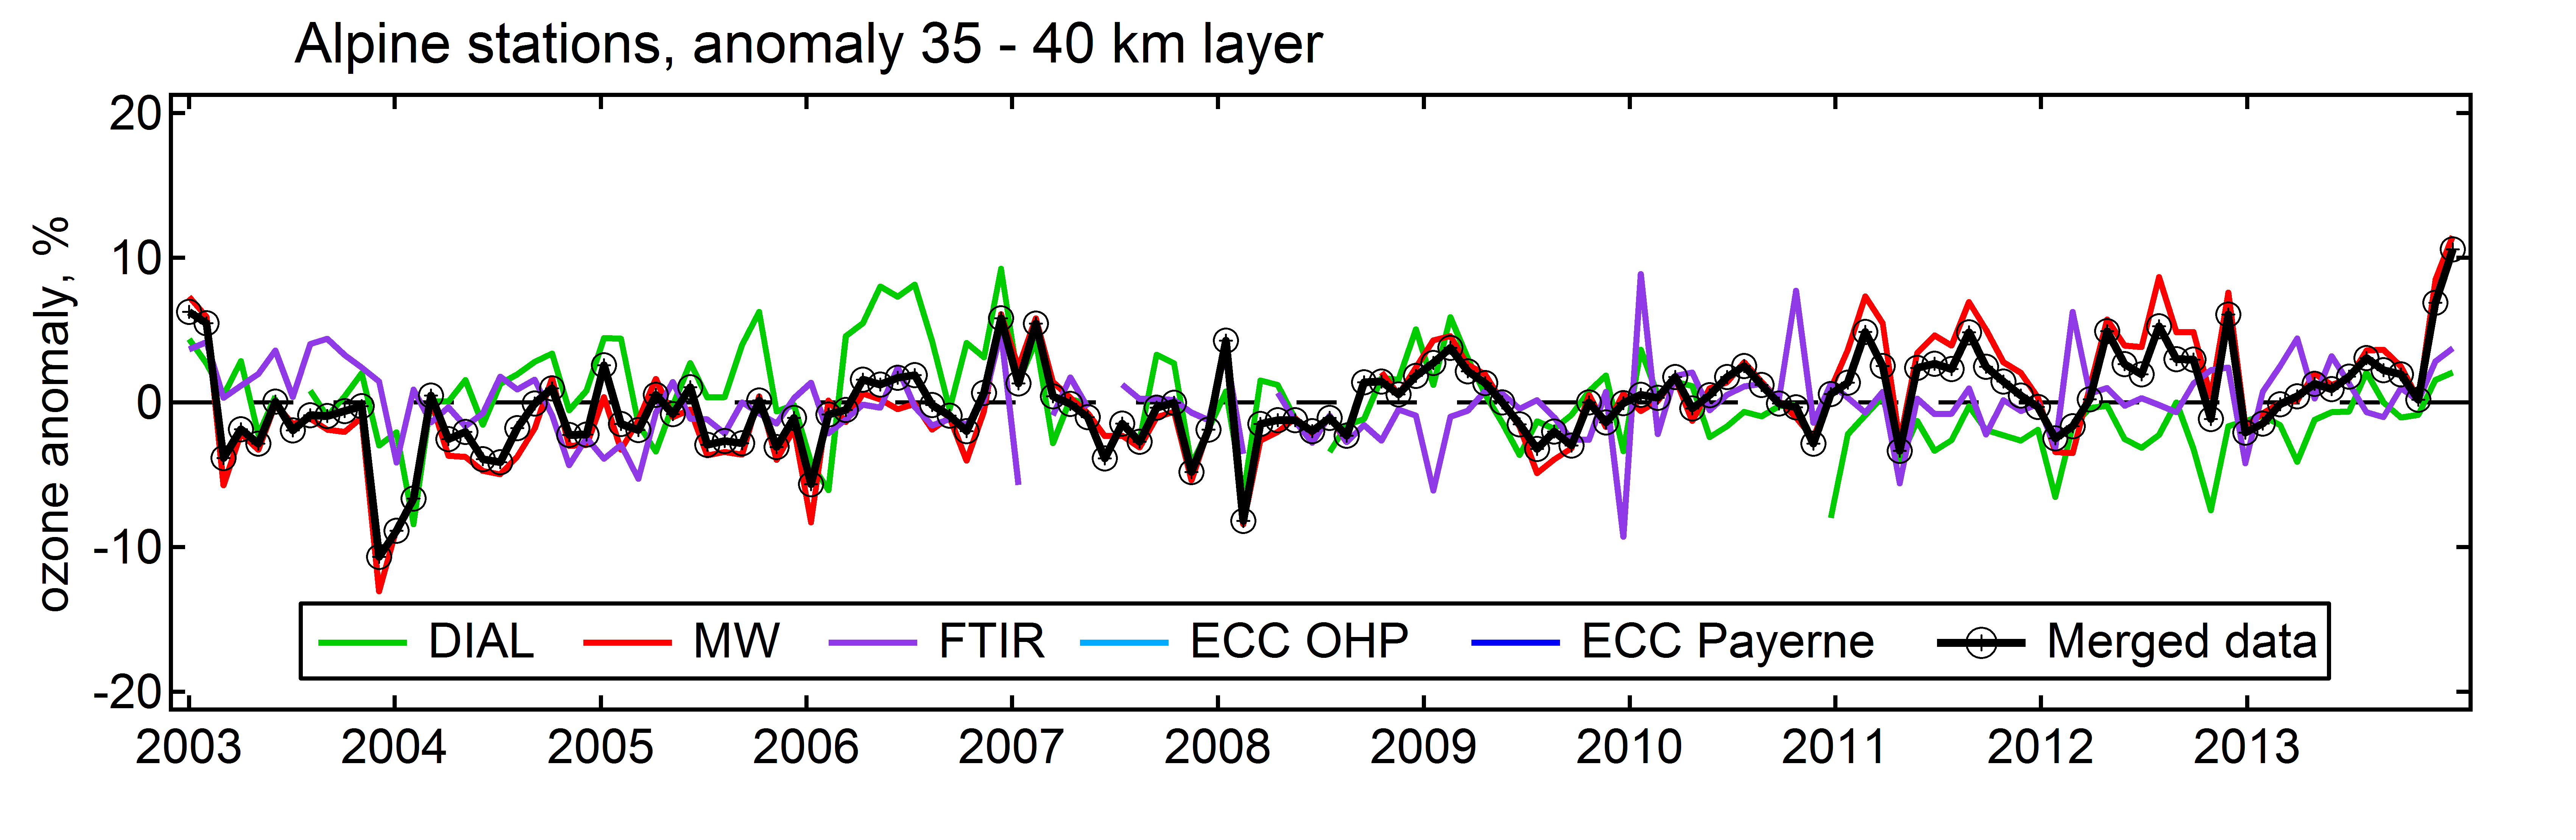 Alpine stations, anomaly 35 - 40 km layer
ozone anomaly, %
20
10
0
-10
-20
DIAL MW FTIR ECC OHP ECC Payerne Merged data
2003 2004 2005 2006 2007 2008 2009 2010 2011 2012 2013